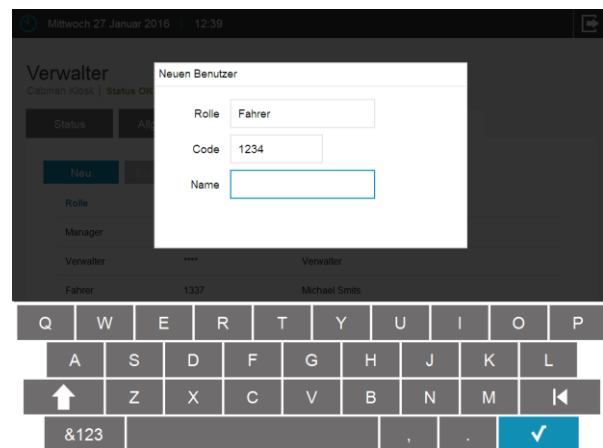 Mittwoch 27 Januar 2016 | 12:39
Verwalter
Cabman Kiosk | Status OK
Neuen Benutzer
Status
Rolle Fahrer
Code 1234
Name
Neu
Rolle
Manager
Verwalter **** Verwalter
Fahrer 1337 Michael Smits
Q W E R T Y U I O P
A S D F G H J K L
Z X C V B N M
&123 , .